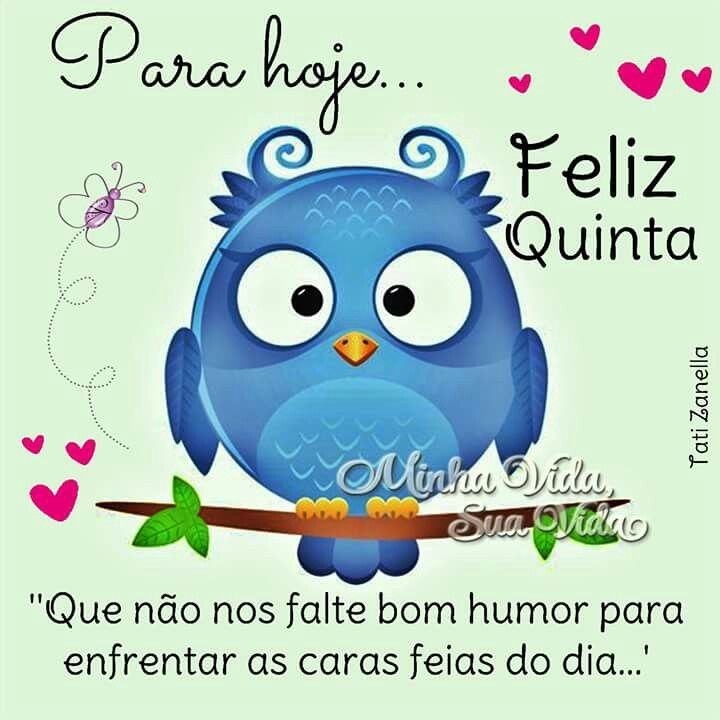 Para hoje...
Feliz
Quinta
Tati Zanella
Minha Vida,
Sua Vida
"Que não nos falte bom humor para
enfrentar as caras feias do dia...'